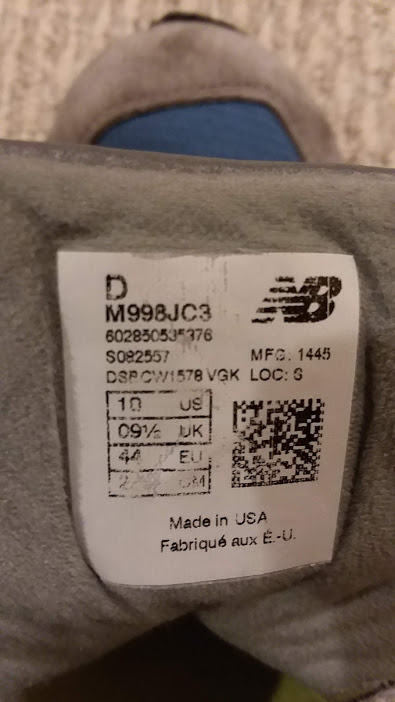 D
M998JC3
NB
602850535376
S082557 MFG: 1445
VGK LOC: S
10 US
09½ UK
44 EU
CM
Made in USA
Fabriqué aux É.-U.